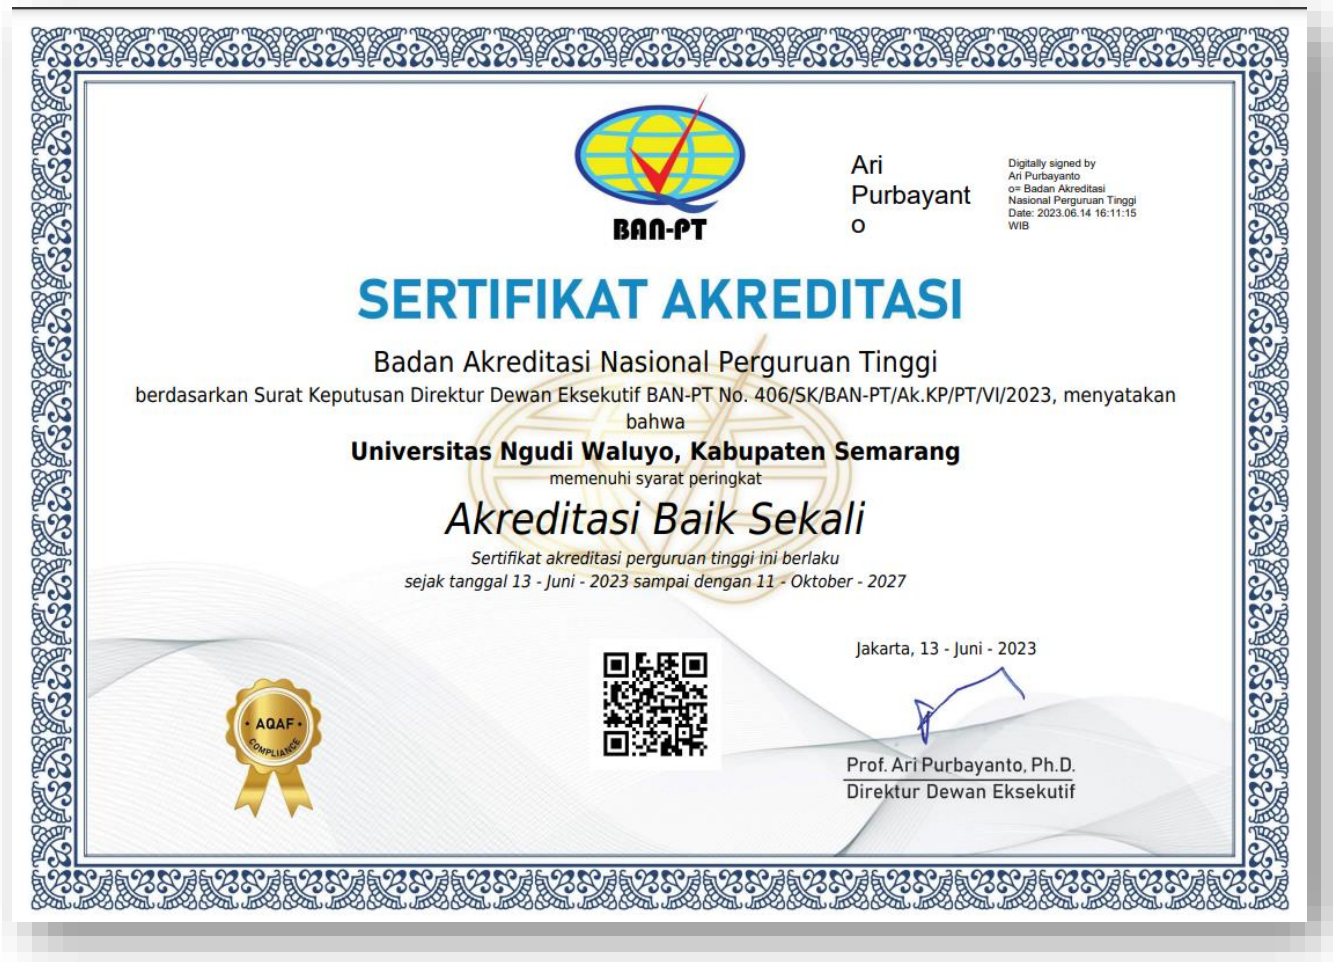 BAN-PT
Ari
Purbayant
o
Digitally signed by
Ari Purbayanto
o= Badan Akreditasi
Nasional Perguruan Tinggi
Date: 2023.06.14 16:11:15
WIB
SERTIFIKAT AKREDITASI
Badan Akreditasi Nasional Perguruan Tinggi
berdasarkan Surat Keputusan Direktur Dewan Eksekutif BAN-PT No. 406/SK/BAN-PT/Ak.KP/PT/VI/2023, menyatakan
bahwa
Universitas Ngudi Waluyo, Kabupaten Semarang
memenuhi syarat peringkat
Akreditasi Baik Sekali
Sertifikat akreditasi perguruan tinggi ini berlaku
sejak tanggal 13 - Juni - 2023 sampai dengan 11 - Oktober - 2027
Jakarta, 13 - Juni - 2023
AQAF
COMPLIANCE
Prof. Ari Purbayanto, Ph.D.
Direktur Dewan Eksekutif